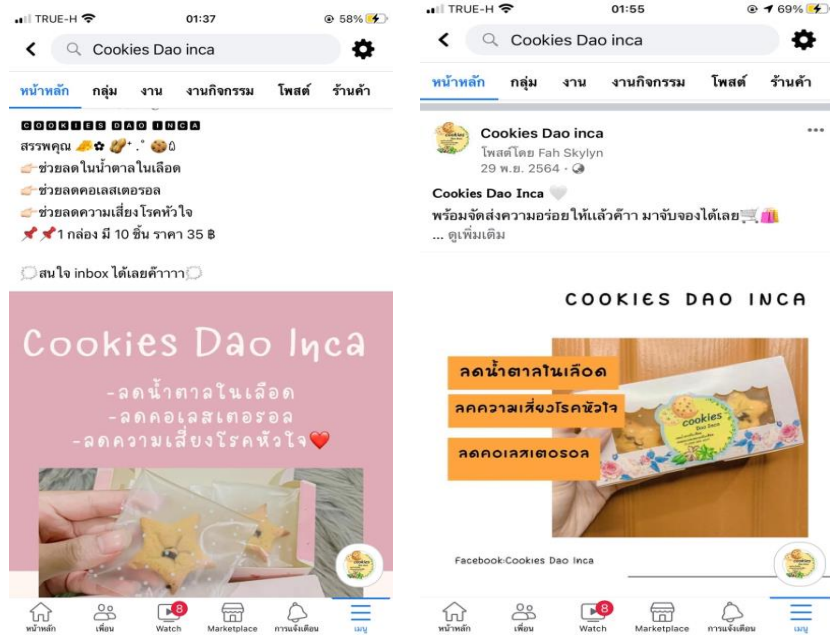 TRUE-H
01:37
58%
Cookies Dao inca
หน้าหลัก กลุ่ม งาน งานกิจกรรม โพสต์ ร้านค้า
🅲🅾🅾🅺🅸🅴🆂 🅳🅰🅾 🅸🅽🅲🅰
สรรพคุณ
👉🏻ช่วยลดในน้ำตาลในเลือด
👉🏻ช่วยลดคอเลสเตอรอล
👉🏻ช่วยลดความเสี่ยงโรคหัวใจ
📌📌1 กล่อง มี 10 ชิ้น ราคา 35 ฿
สนใจ inbox ได้เลยค๊าาาา
Cookies Dao Inca
-ลดน้ำตาลในเลือด
-ลดคอเลสเตอรอล
-ลดความเสี่ยงโรคหัวใจ❤️
หน้าหลัก เพื่อน Watch 8 Marketplace การแจ้งเตือน เมนู
TRUE-H
01:55
69%
Cookies Dao inca
หน้าหลัก กลุ่ม งาน งานกิจกรรม โพสต์ ร้านค้า
Cookies Dao inca
โพสต์โดย Fah Skylyn
29 พ.ย. 2564
Cookies Dao Inca 🤍
พร้อมจัดส่งความอร่อยให้แล้วค๊าา มาจับจองได้เลย🛒🛍️
... ดูเพิ่มเติม
COOKIES DAO INCA
ลดน้ำตาลในเลือด
ลดความเสี่ยงโรคหัวใจ
ลดคอเลสเตอรอล
cookies
Dao Inca
Facebook:Cookies Dao Inca
หน้าหลัก เพื่อน Watch 8 Marketplace การแจ้งเตือน เมนู